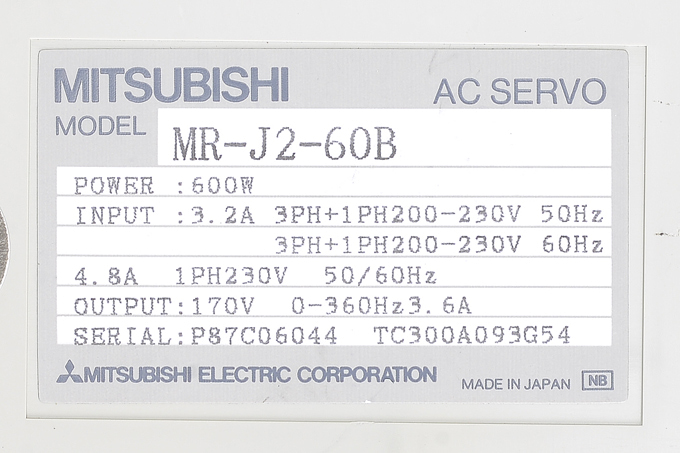 MITSUBISHI AC SERVO
MODEL MR-J2-60B
POWER :600W
INPUT :3.2A 3PH+1PH200-230V 50Hz
3PH+1PH200-230V 60Hz
4.8A 1PH230V 50/60Hz
OUTPUT:170V 0-360Hz3.6A
SERIAL:P87C06044 TC300A093G54
MITSUBISHI ELECTRIC CORPORATION
MADE IN JAPAN NB